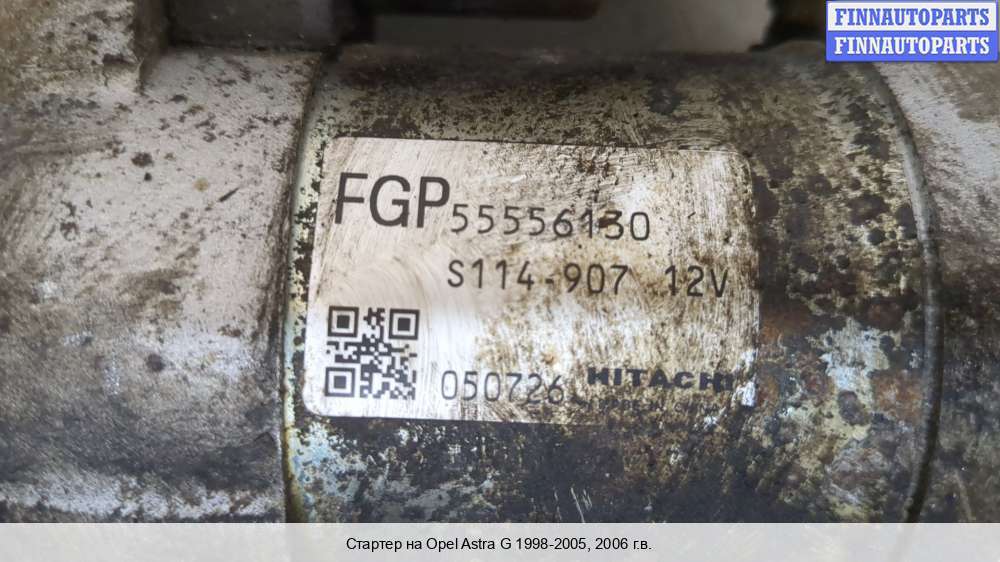 FINNAUTOPARTS
FINNAUTOPARTS
FGP 55556130
S114-907 12V
050726 HITACHI
Стартер на Opel Astra G 1998-2005, 2006 г.в.